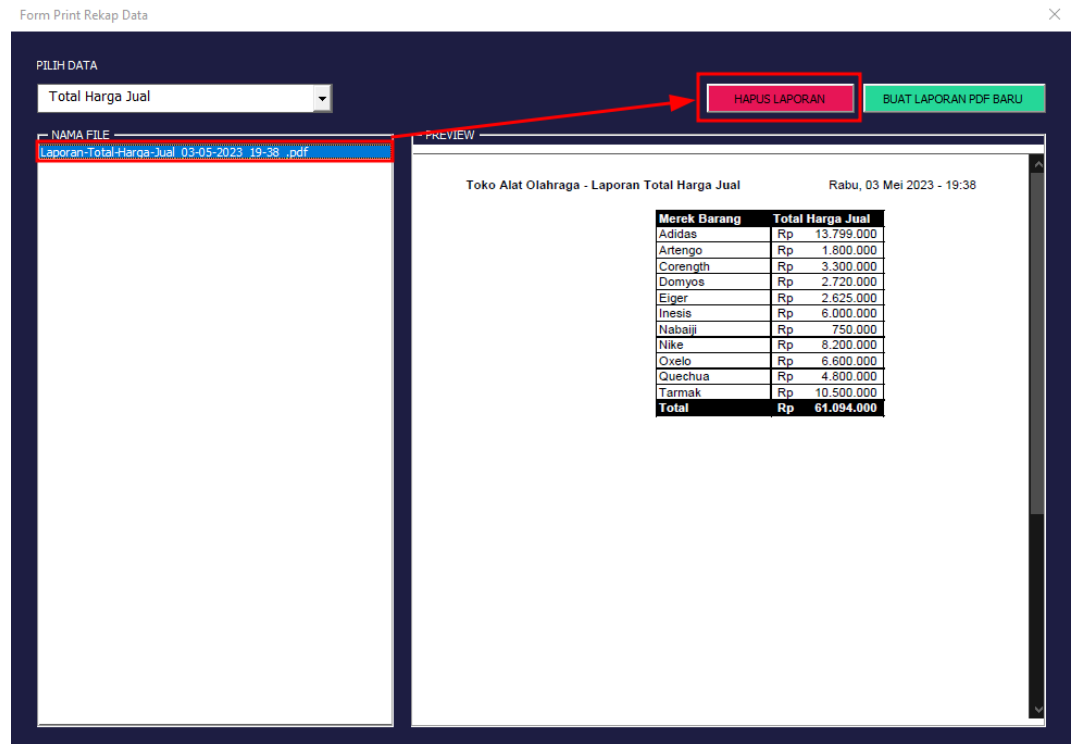 Form Print Rekap Data
PILIH DATA
Total Harga Jual
HAPUS LAPORAN
BUAT LAPORAN PDF BARU
NAMA FILE
Laporan-Total-Harga-Jual_03-05-2023_19-38_.pdf
PREVIEW
Toko Alat Olahraga - Laporan Total Harga Jual Rabu, 03 Mei 2023 - 19:38
Merek Barang Total Harga Jual
Adidas Rp 13.799.000
Artengo Rp 1.800.000
Corength Rp 3.300.000
Domyos Rp 2.720.000
Eiger Rp 2.625.000
Inesis Rp 6.000.000
Nabaiji Rp 750.000
Nike Rp 8.200.000
Oxelo Rp 6.600.000
Quechua Rp 4.800.000
Tarmak Rp 10.500.000
Total Rp 61.094.000